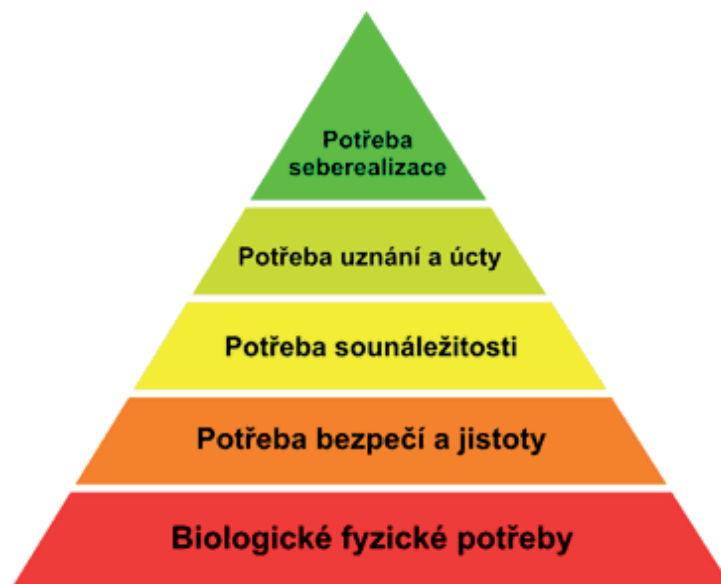 Potřeba
seberealizace
Potřeba uznání a úcty
Potřeba sounáležitosti
Potřeba bezpečí a jistoty
Biologické fyzické potřeby